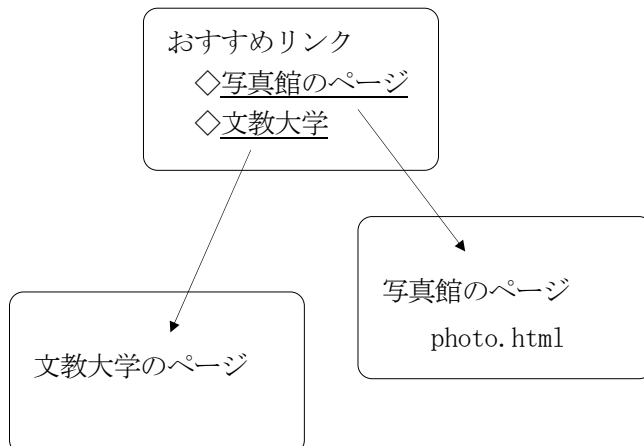 おすすめリンク
◇写真館のページ
◇文教大学
写真館のページ
photo.html
文教大学のページ